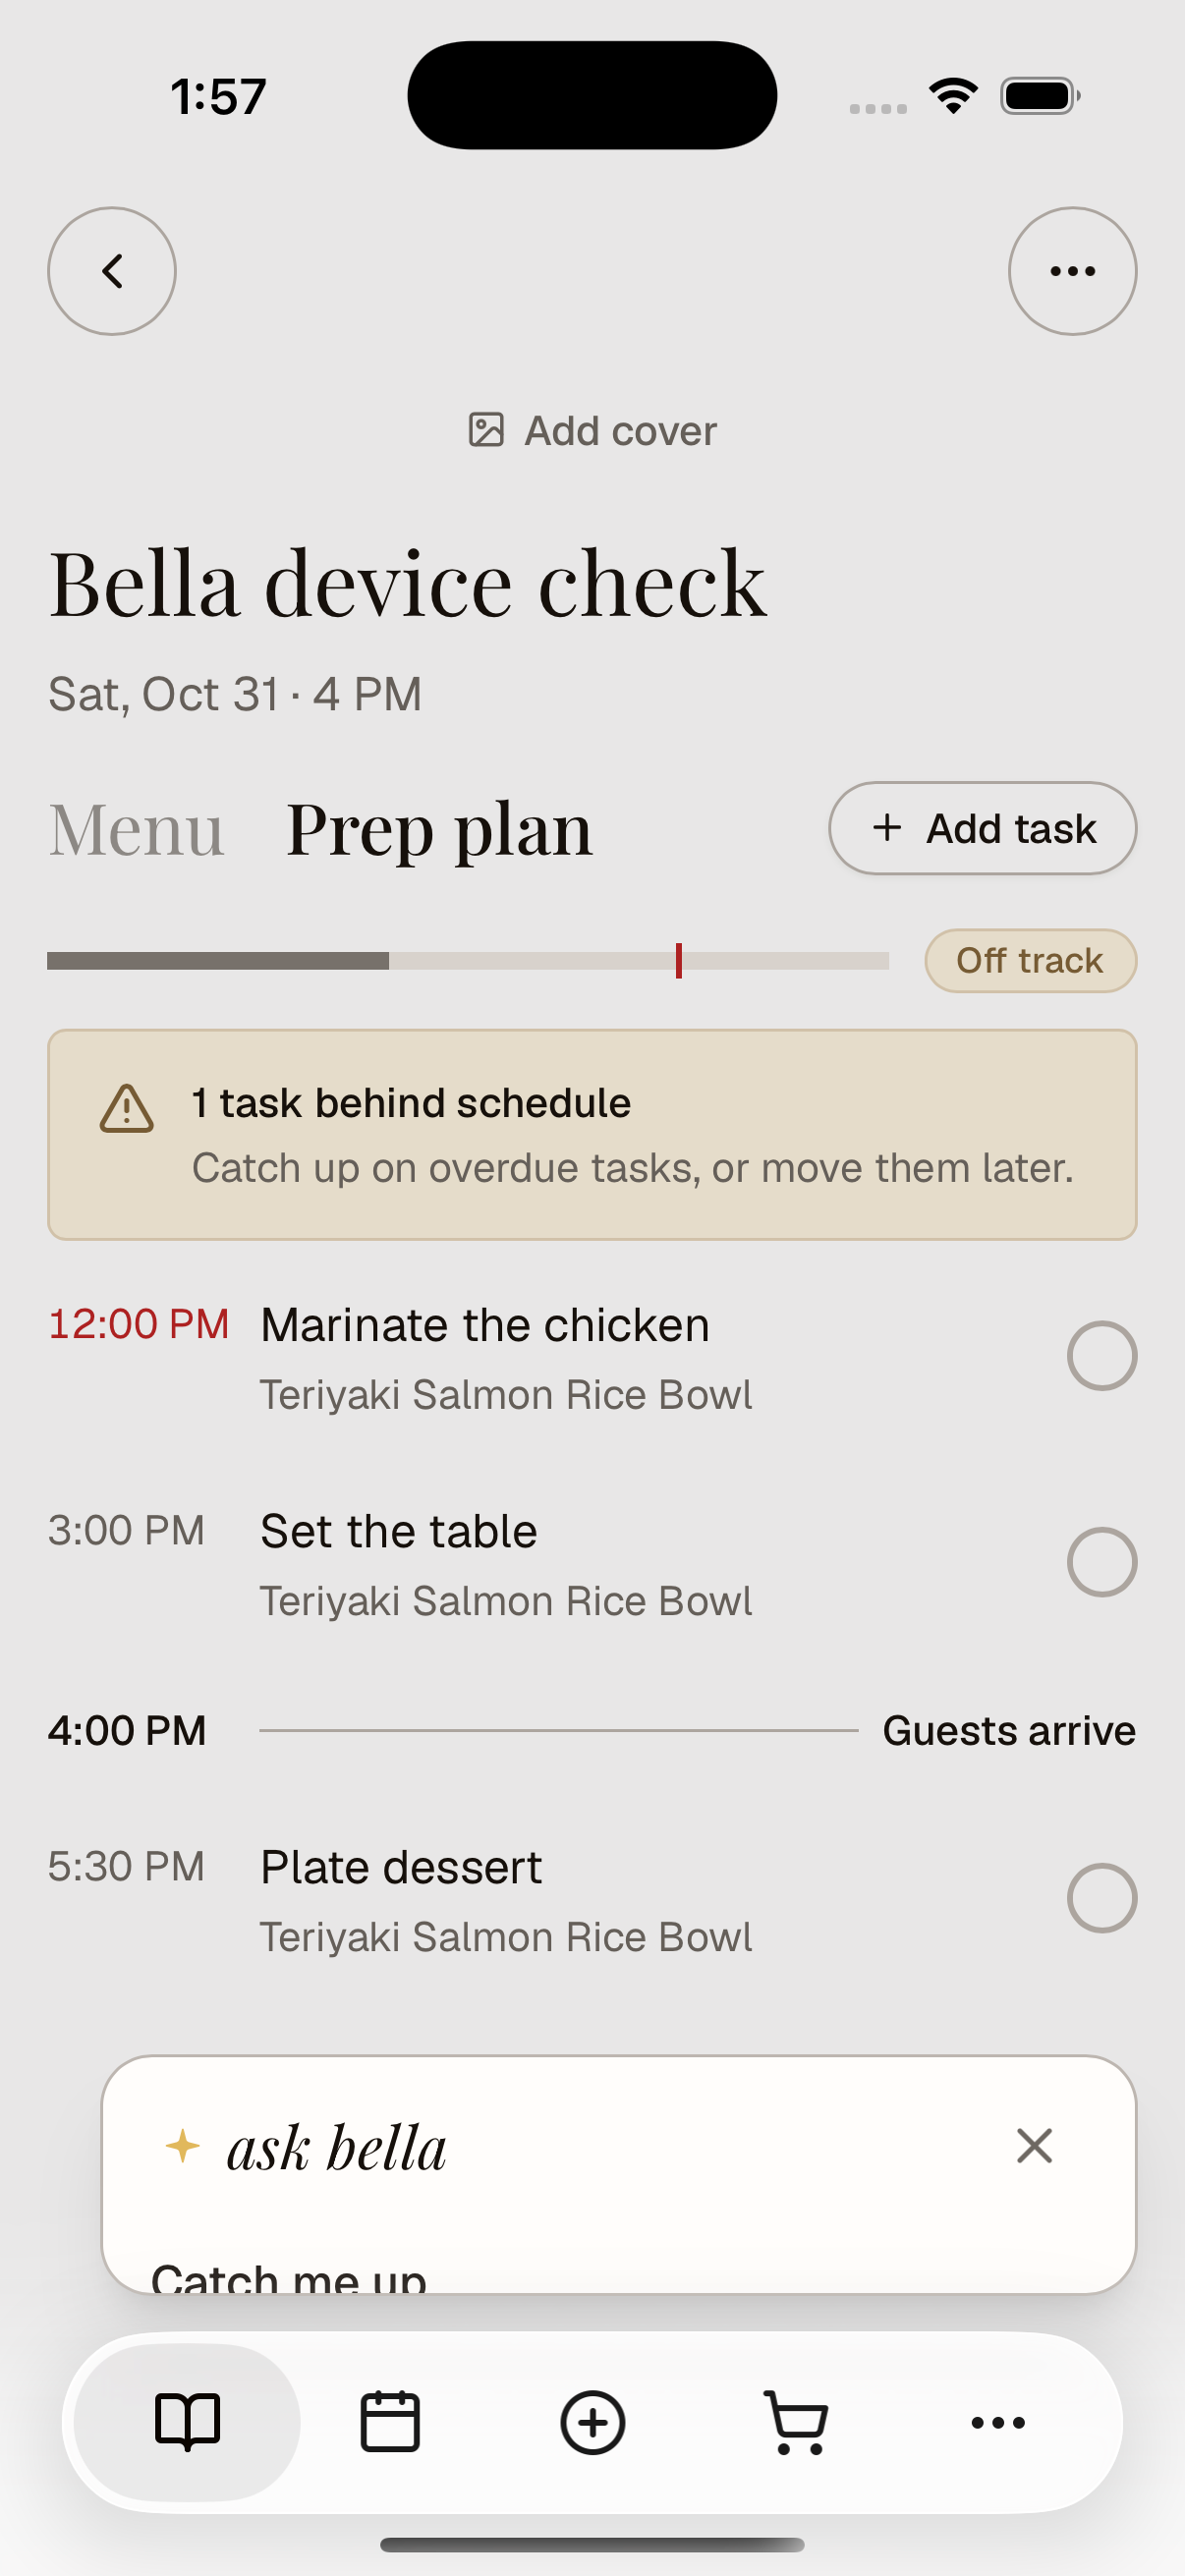 1:57
Add cover
Bella device check
Sat, Oct 31 · 4 PM
Menu Prep plan + Add task
Off track
1 task behind schedule
Catch up on overdue tasks, or move them later.
12:00 PM Marinate the chicken
Teriyaki Salmon Rice Bowl
3:00 PM Set the table
Teriyaki Salmon Rice Bowl
4:00 PM Guests arrive
5:30 PM Plate dessert
Teriyaki Salmon Rice Bowl
ask bella
Catch me up